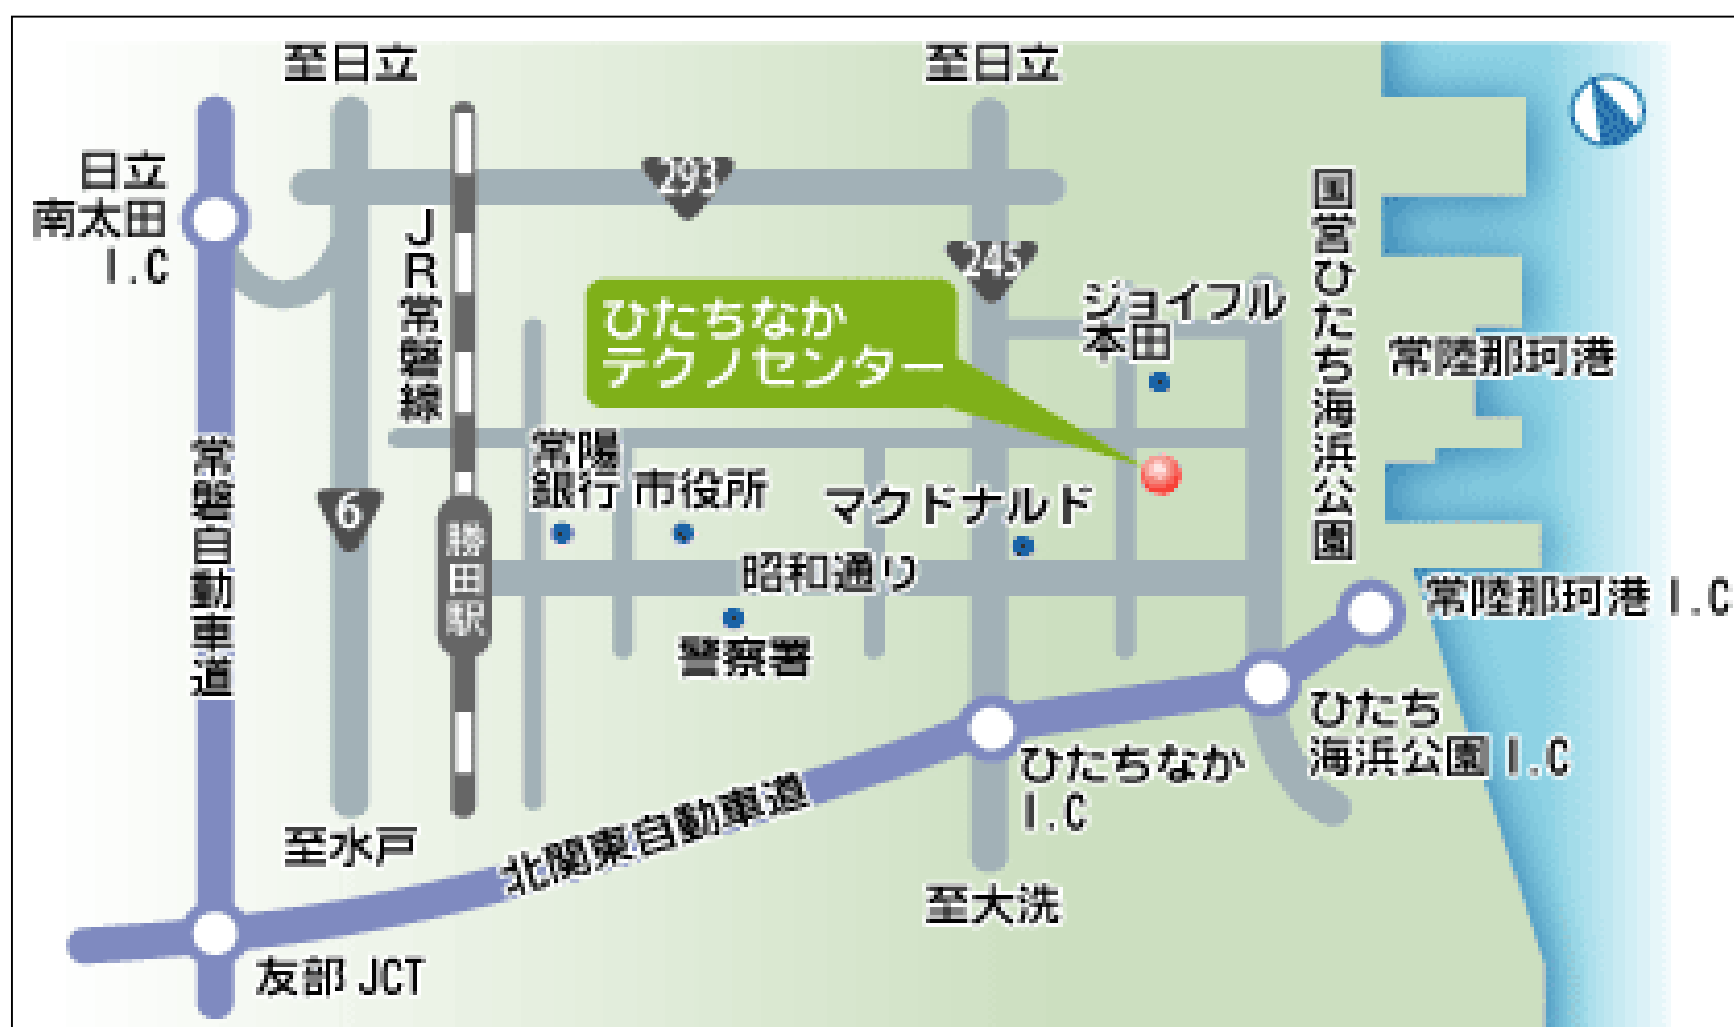 至日立
至日立
日立
南太田
I.C
293
JR常磐線
245
国営ひたち海浜公園
ジョイフル
本田
ひたちなか
テクノセンター
常陸那珂港
常磐自動車道
6
常陽
銀行
市役所
マクドナルド
勝田駅
昭和通り
常陸那珂港 I.C
警察署
ひたち
海浜公園 I.C
ひたちなか
I.C
至水戸
北関東自動車道
至大洗
友部 JCT